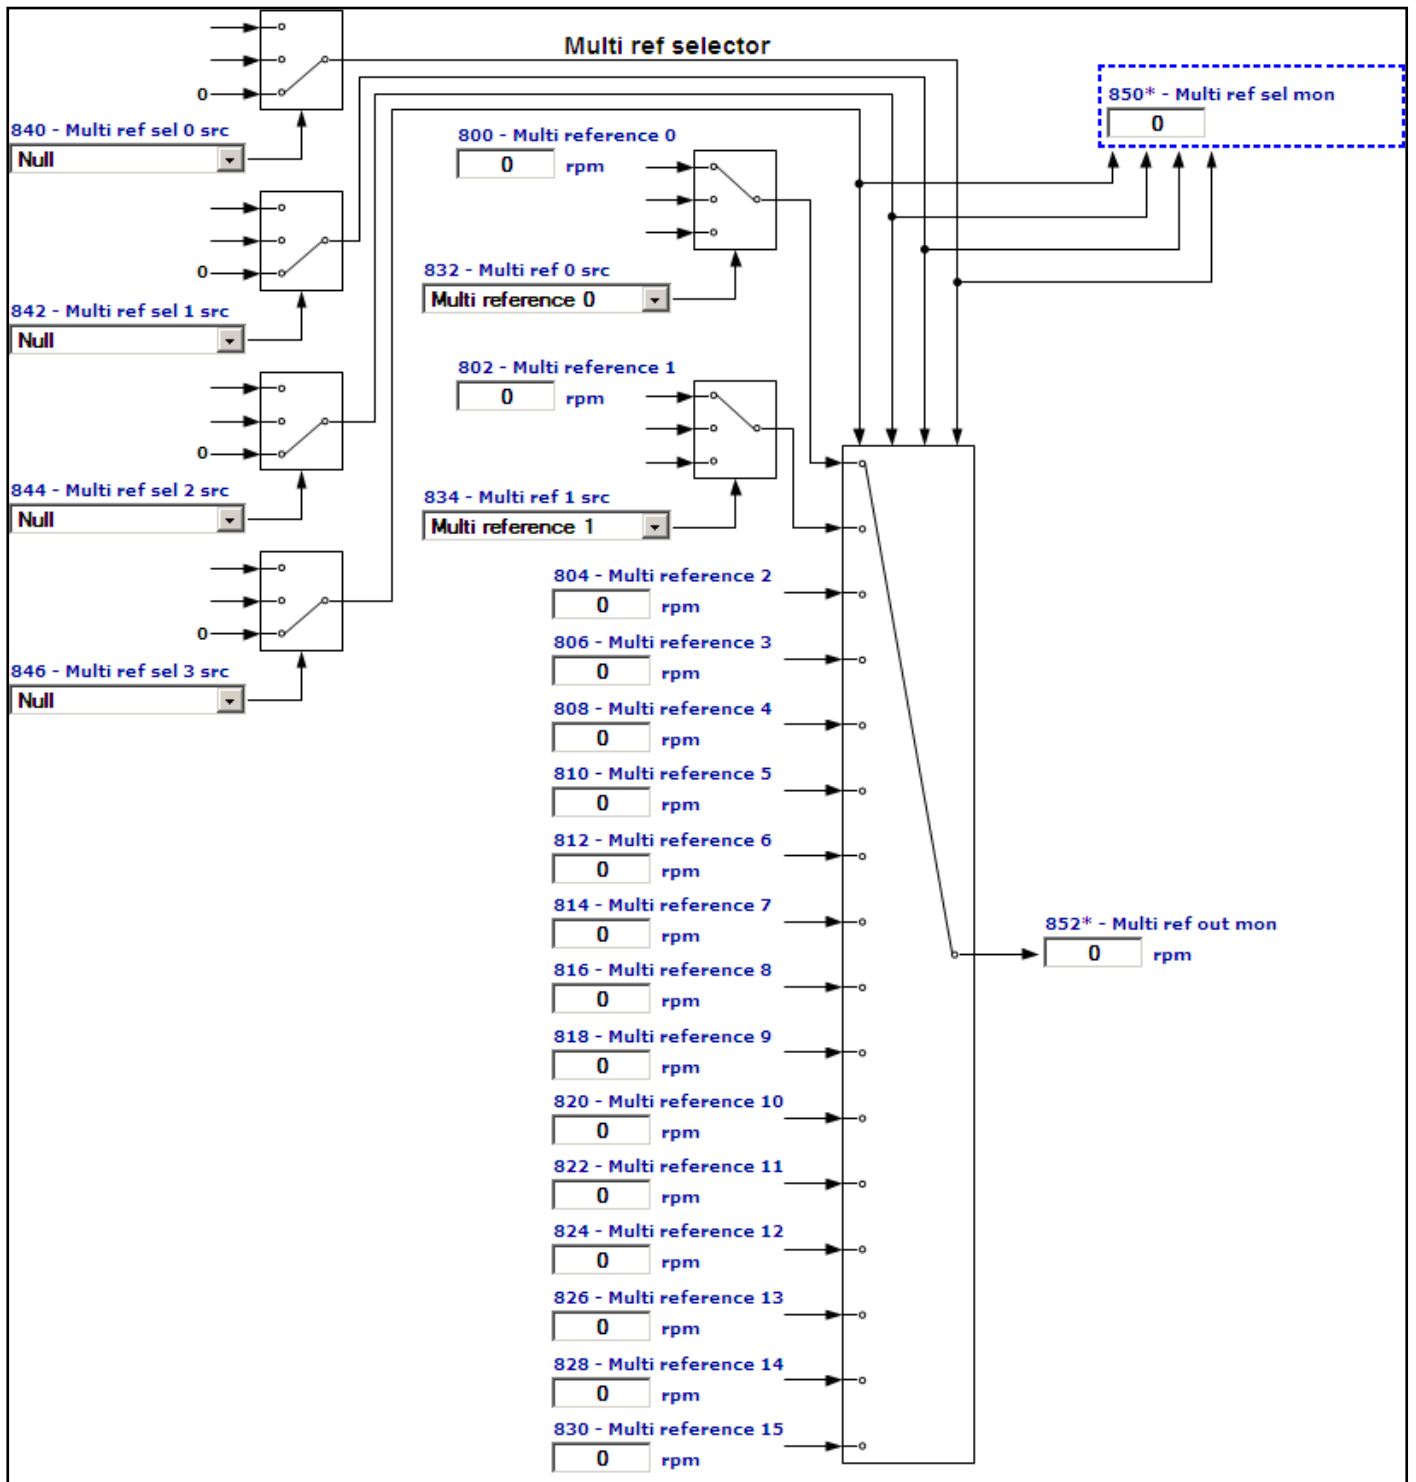 Multi ref selector
0
840 - Multi ref sel 0 src
Null
0
842 - Multi ref sel 1 src
Null
0
844 - Multi ref sel 2 src
Null
0
846 - Multi ref sel 3 src
Null
800 - Multi reference 0
0 rpm
832 - Multi ref 0 src
Multi reference 0
802 - Multi reference 1
0 rpm
834 - Multi ref 1 src
Multi reference 1
804 - Multi reference 2
0 rpm
806 - Multi reference 3
0 rpm
808 - Multi reference 4
0 rpm
810 - Multi reference 5
0 rpm
812 - Multi reference 6
0 rpm
814 - Multi reference 7
0 rpm
816 - Multi reference 8
0 rpm
818 - Multi reference 9
0 rpm
820 - Multi reference 10
0 rpm
822 - Multi reference 11
0 rpm
824 - Multi reference 12
0 rpm
826 - Multi reference 13
0 rpm
828 - Multi reference 14
0 rpm
830 - Multi reference 15
0 rpm
850* - Multi ref sel mon
0
852* - Multi ref out mon
0 rpm